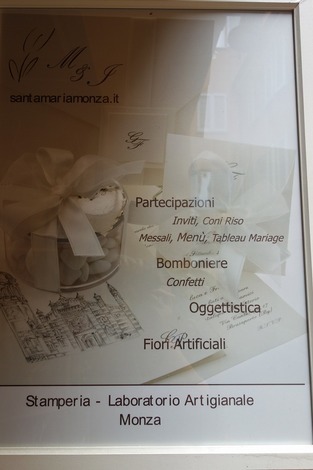 M & I
santamariamonza.it
Partecipazioni
Inviti, Coni Riso
Messali, Menù, Tableau Mariage
Bomboniere
Confetti
Oggettistica
Fiori Artificiali
Stamperia - Laboratorio Artigianale
Monza